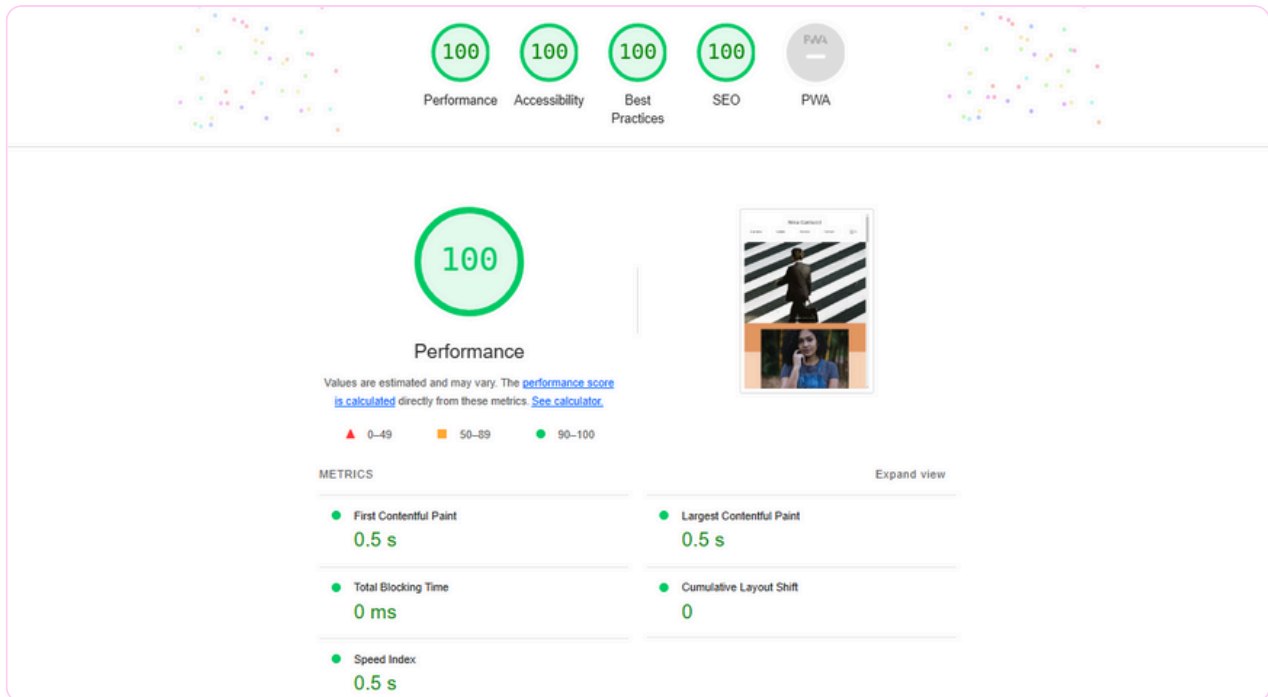 100
100
100
100
PWA
Performance
Accessibility
Best
Practices
SEO
PWA
100
Performance
Values are estimated and may vary. The performance score
is calculated directly from these metrics. See calculator.
0–49
50–89
90–100
METRICS
Expand view
First Contentful Paint
0.5 s
Largest Contentful Paint
0.5 s
Total Blocking Time
0 ms
Cumulative Layout Shift
0
Speed Index
0.5 s